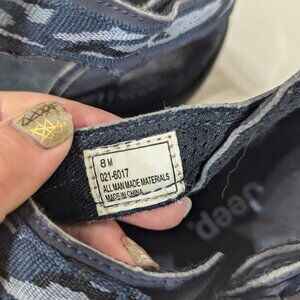 8 M
021-6017
ALL MAN MADE MATERIALS
MADE IN CHINA
Jeep.